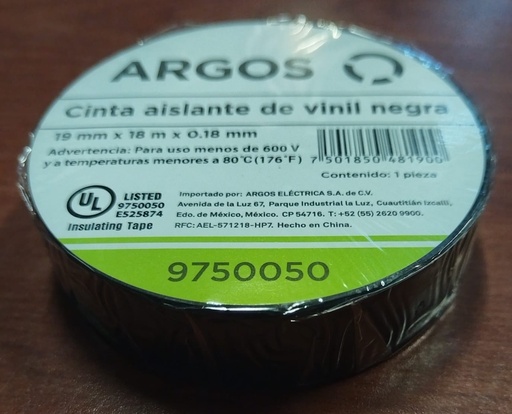 ARGOS
Cinta aislante de vinil negra
19 mm x 18 m x 0.18 mm
Advertencia: Para uso menos de 600 V
y a temperaturas menores a 80°C (176°F)
7 501850 481900
Contenido: 1 pieza
UL
LISTED
9750050
E525874
Insulating Tape
Importado por: ARGOS ELÉCTRICA S.A. de C.V.
Avenida de la Luz 67, Parque Industrial la Luz, Cuautitlán Izcalli,
Edo. de México, México. CP 54716. T: +52 (55) 2620 9900.
RFC: AEL-571218-HP7. Hecho en China.
9750050